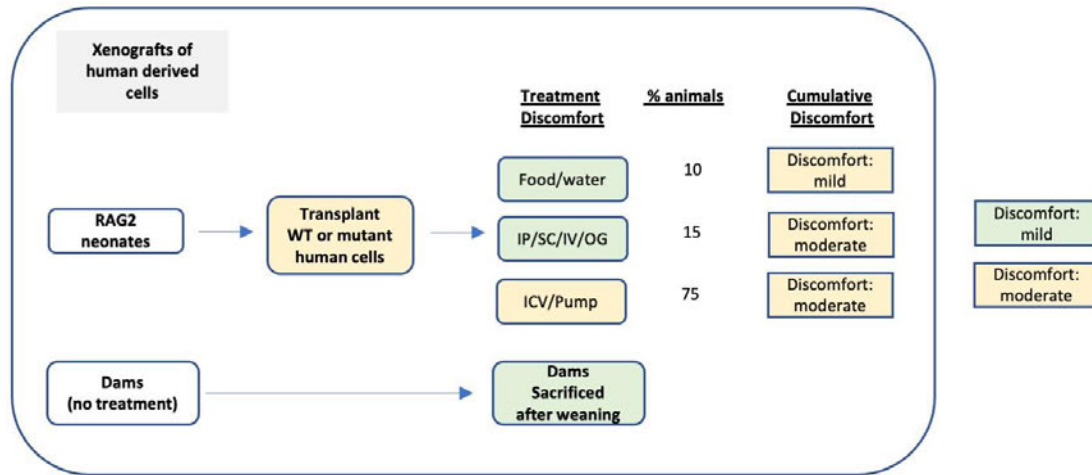 Xenografts of
human derived
cells
Treatment
Discomfort
% animals
Cumulative
Discomfort
Food/water
10
Discomfort:
mild
RAG2
neonates
Transplant
WT or mutant
human cells
IP/SC/IV/OG
15
Discomfort:
moderate
ICV/Pump
75
Discomfort:
moderate
Discomfort:
mild
Discomfort:
moderate
Dams
(no treatment)
Dams
Sacrificed
after weaning